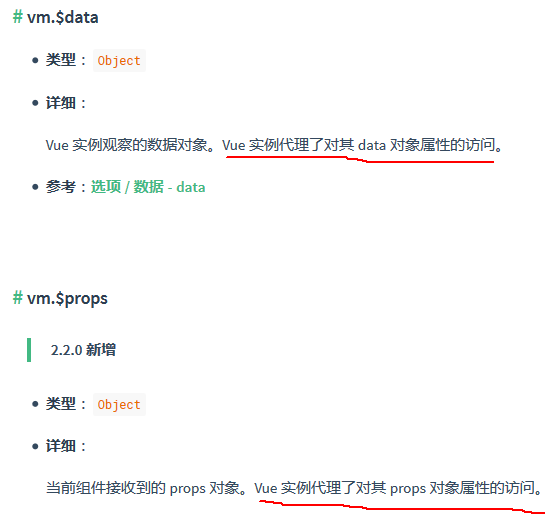 # vm.$data
类型：Object
详细：
Vue 实例观察的数据对象。Vue 实例代理了对其 data 对象属性的访问。
参考：选项 / 数据 - data
# vm.$props
2.2.0 新增
类型：Object
详细：
当前组件接收到的 props 对象。Vue 实例代理了对其 props 对象属性的访问。